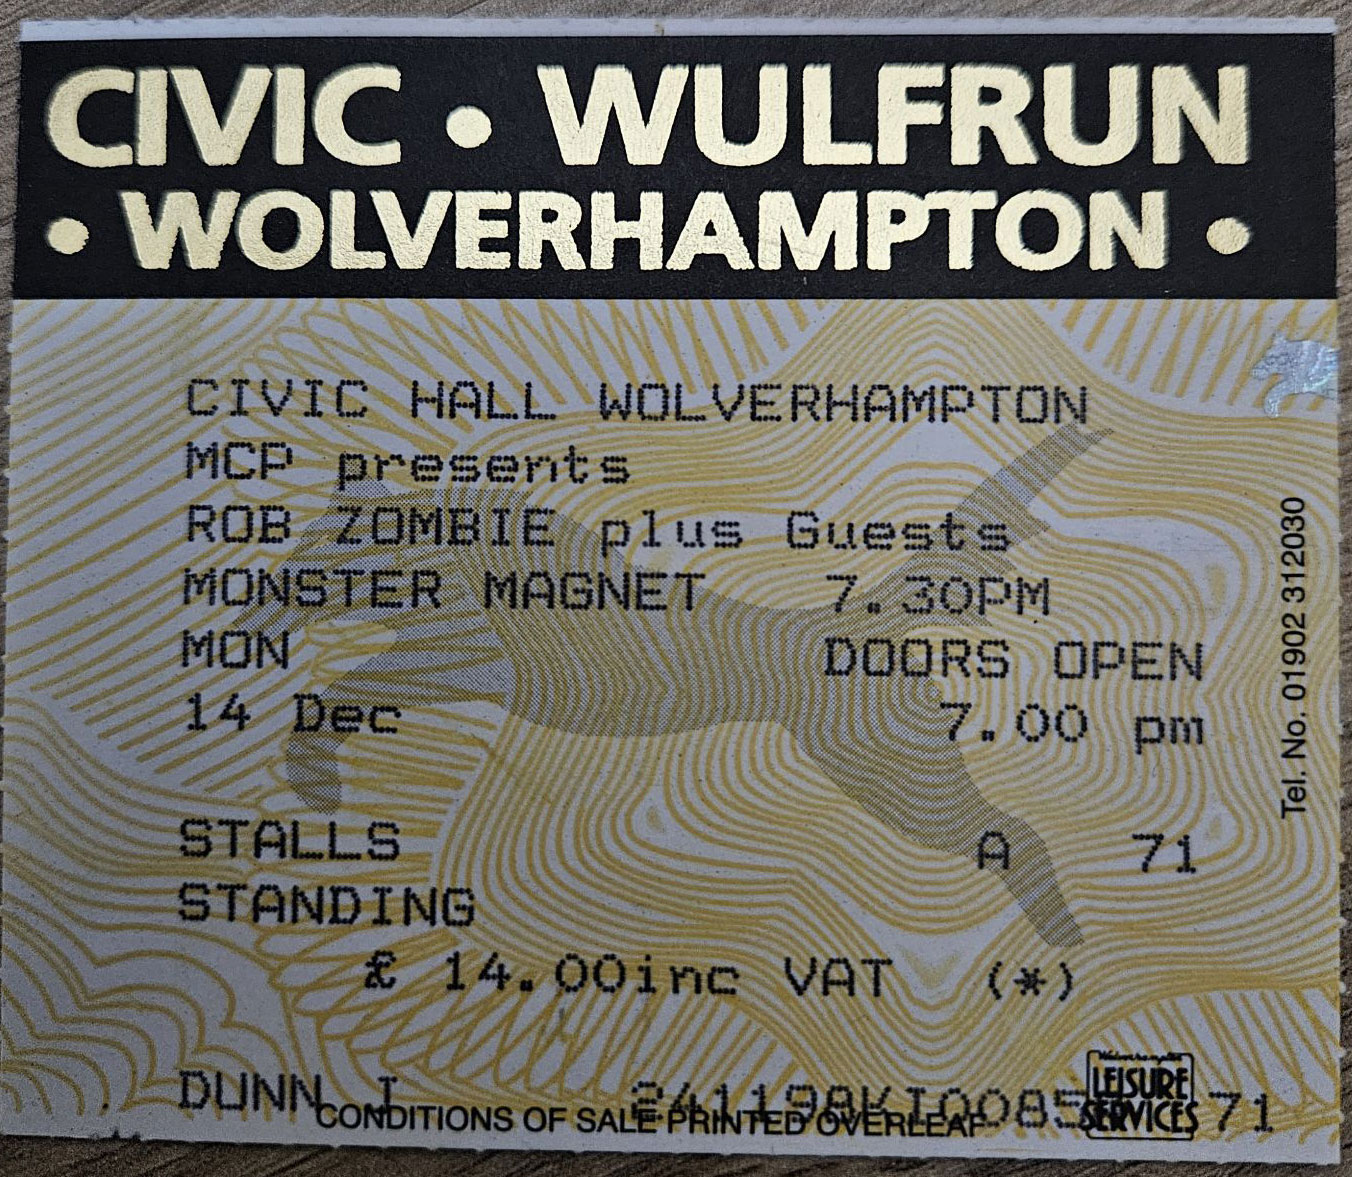 CIVIC • WULFRUN
• WOLVERHAMPTON •
CIVIC HALL WOLVERHAMPTON
MCP presents
ROB ZOMBIE plus Guests
MONSTER MAGNET 7.30PM
MON DOORS OPEN
14 Dec 7.00 pm
STALLS A 71
STANDING
£ 14.00inc VAT (*)
DUNN I 241198 71
CONDITIONS OF SALE PRINTED OVERLEAF
Wolverhampton
LEISURE
SERVICES
Tel. No. 01902 312030